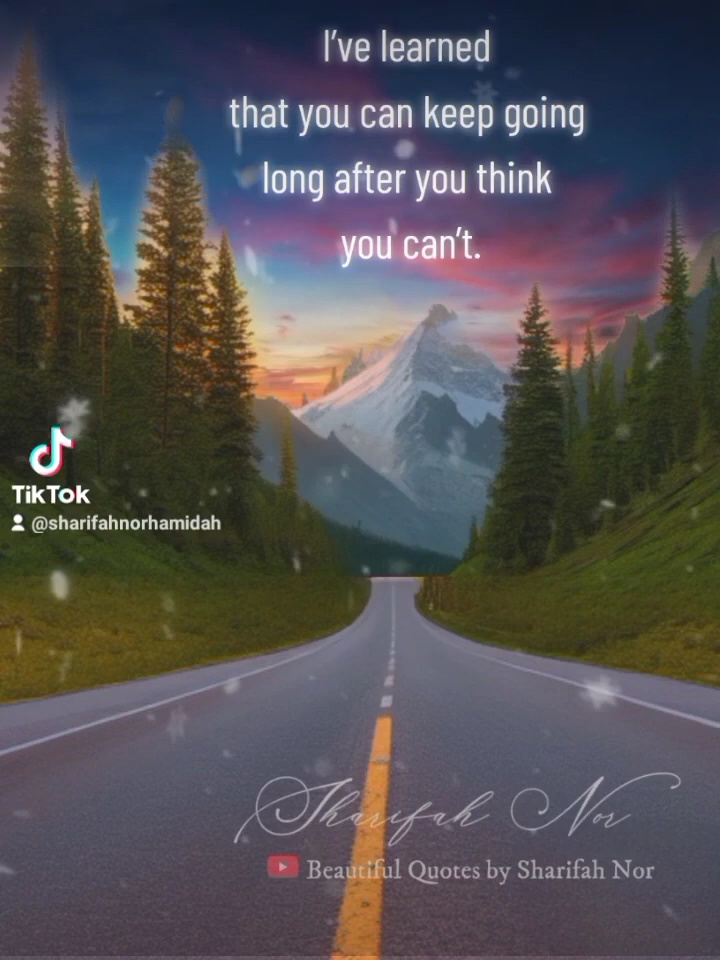 I’ve learned
that you can keep going
long after you think
you can’t.
TikTok
@sharifahnorhamidah
Sharifah Nor
Beautiful Quotes by Sharifah Nor